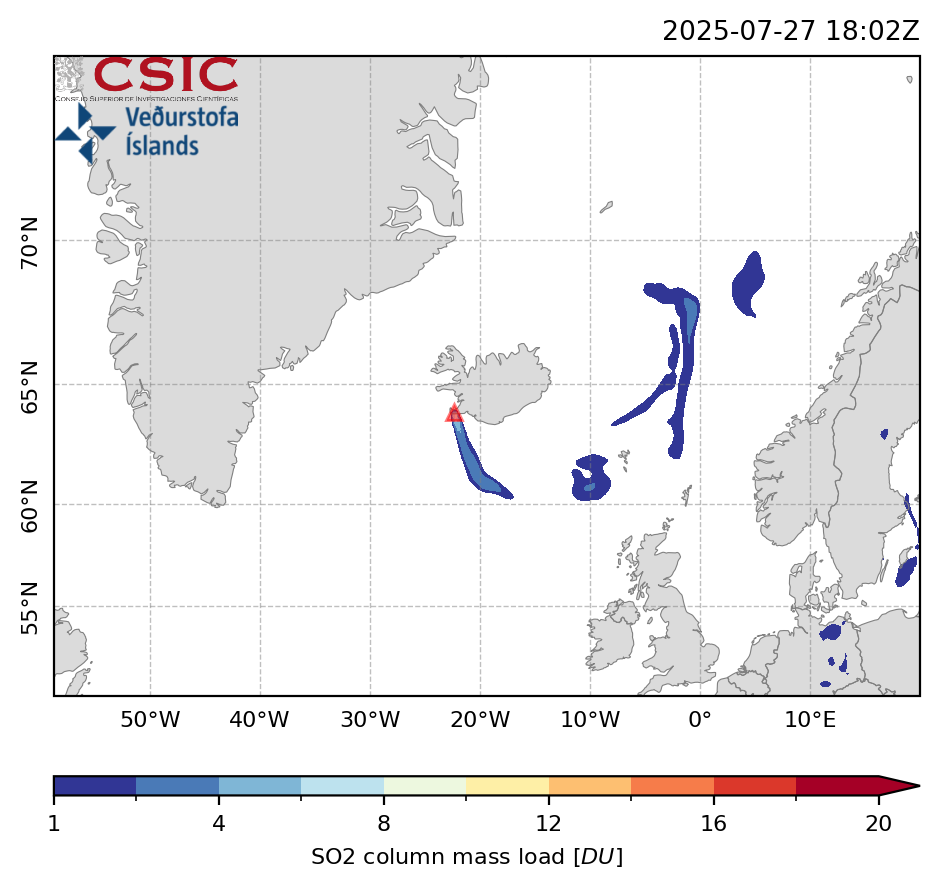 2025-07-27 18:02Z
CSIC
CONSEJO SUPERIOR DE INVESTIGACIONES CIENTÍFICAS
Veðurstofa
Íslands
70°N
65°N
60°N
55°N
50°W
40°W
30°W
20°W
10°W
0°
10°E
1
4
8
12
16
20
SO2 column mass load [DU]